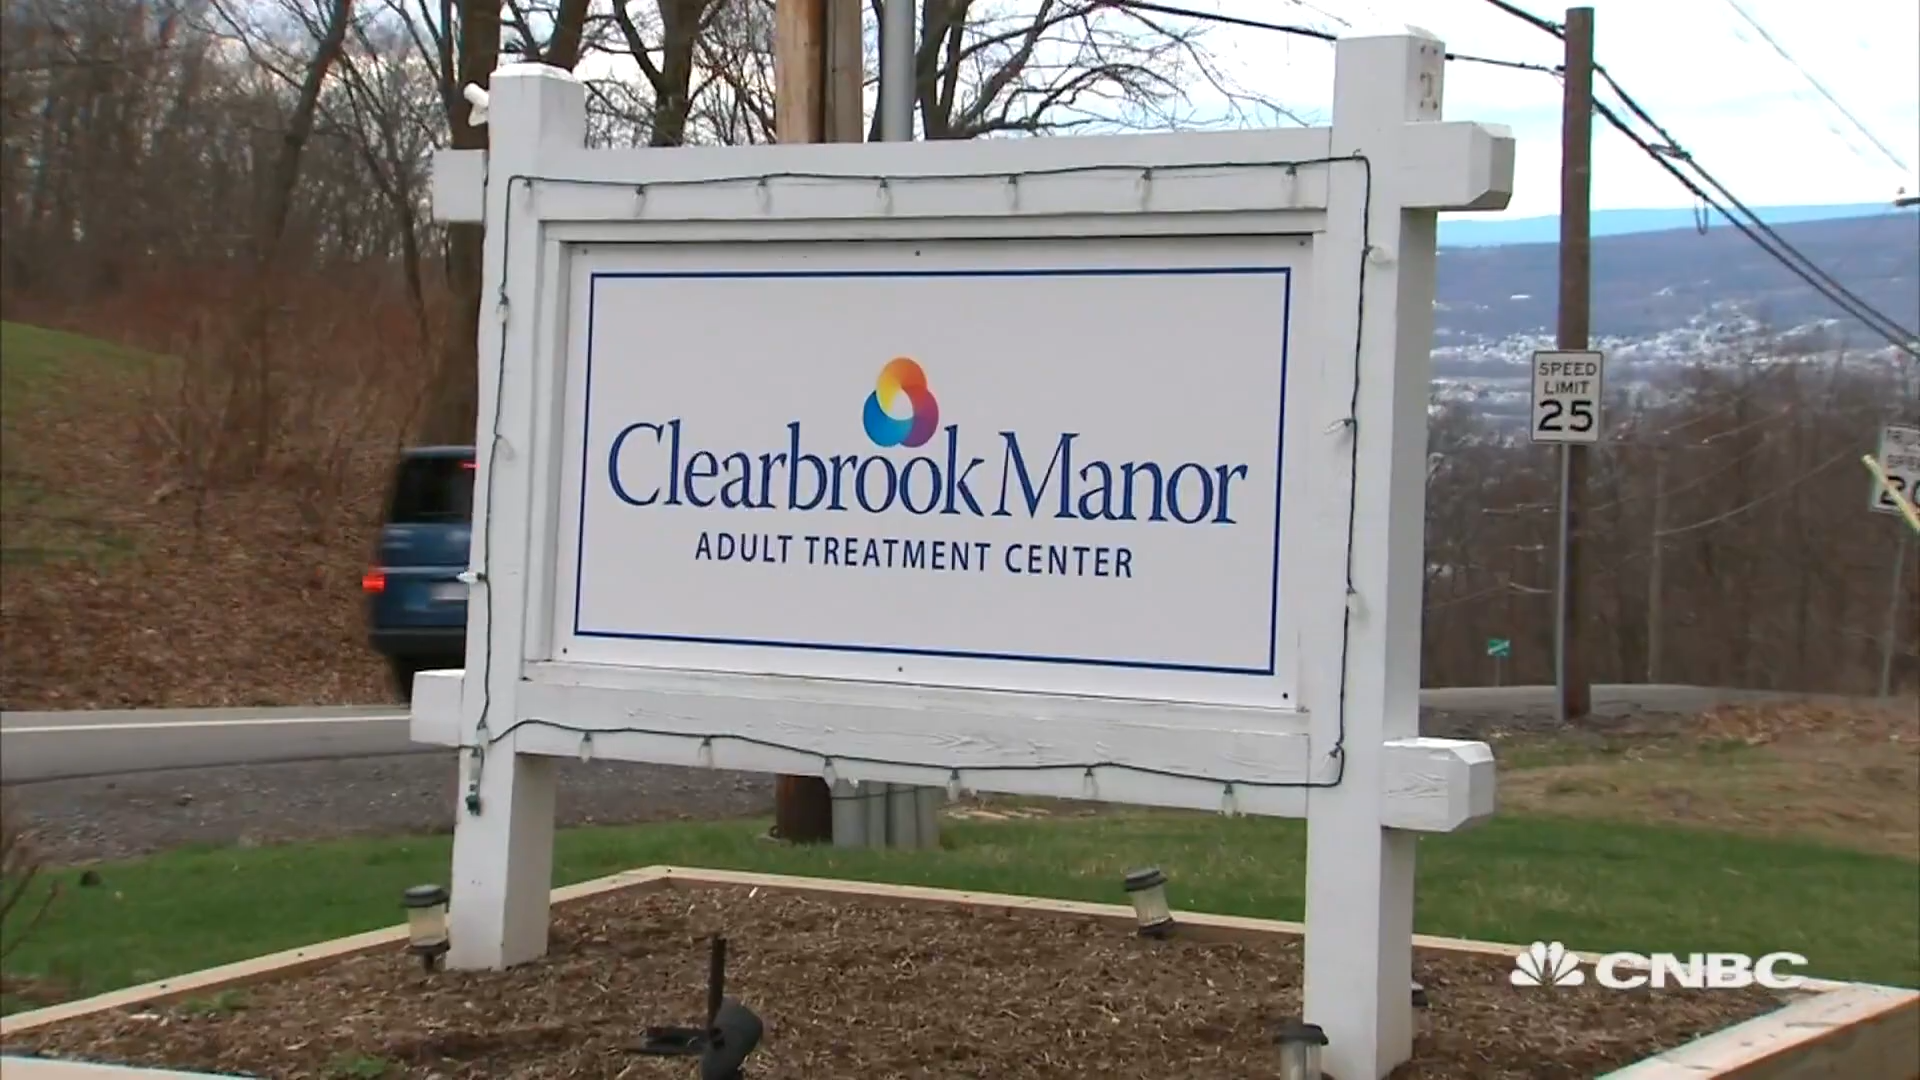 Clearbrook Manor
ADULT TREATMENT CENTER
SPEED
LIMIT
25
CNBC